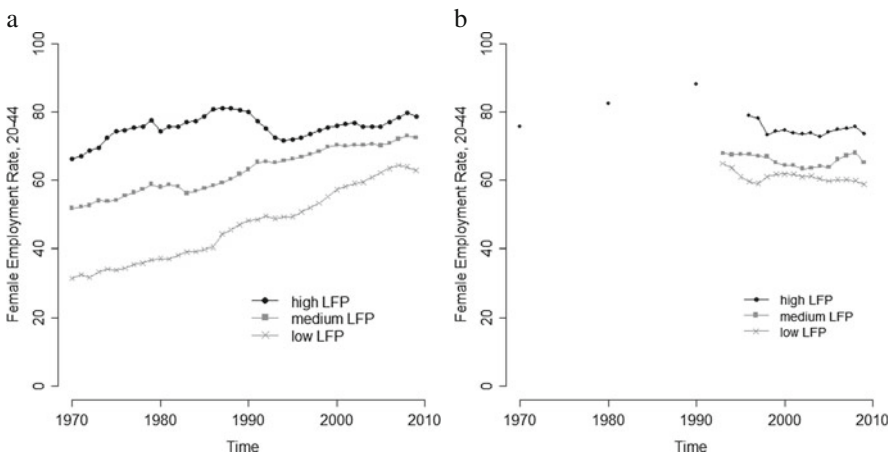 a
Female Employment Rate, 20-44
100
80
60
40
20
0
high LFP
medium LFP
low LFP
1970 1980 1990 2000 2010
Time
b
Female Employment Rate, 20-44
100
80
60
40
20
0
high LFP
medium LFP
low LFP
1970 1980 1990 2000 2010
Time